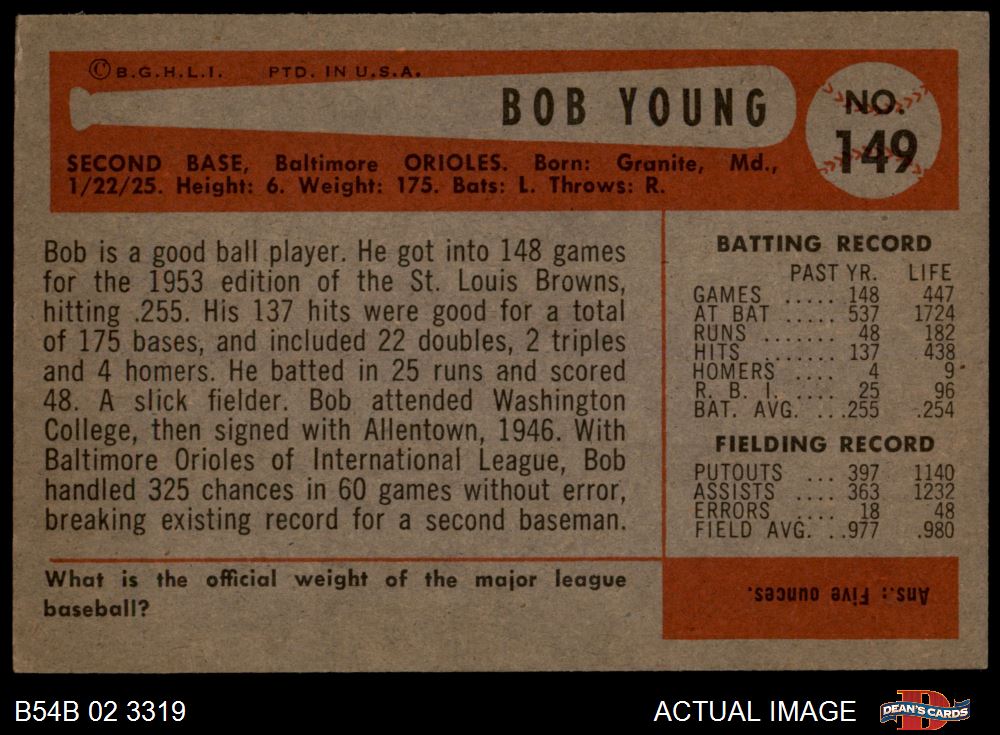 ©B.G.H.L.I. PTD. IN U.S.A.
BOB YOUNG
NO.
149
SECOND BASE, Baltimore ORIOLES. Born: Granite, Md.,
1/22/25. Height: 6. Weight: 175. Bats: L. Throws: R.
Bob is a good ball player. He got into 148 games
for the 1953 edition of the St. Louis Browns,
hitting .255. His 137 hits were good for a total
of 175 bases, and included 22 doubles, 2 triples
and 4 homers. He batted in 25 runs and scored
48. A slick fielder. Bob attended Washington
College, then signed with Allentown, 1946. With
Baltimore Orioles of International League, Bob
handled 325 chances in 60 games without error,
breaking existing record for a second baseman.
BATTING RECORD
PAST YR. LIFE
GAMES ..... 148 447
AT BAT ..... 537 1724
RUNS ....... 48 182
HITS ....... 137 438
HOMERS .... 4 9
R. B. I. .... 25 96
BAT. AVG. ...255 .254
FIELDING RECORD
PUTOUTS ... 397 1140
ASSISTS .... 363 1232
ERRORS .... 18 48
FIELD AVG. ..977 .980
What is the official weight of the major league
baseball?
Ans.: Five ounces.
B54B 02 3319
ACTUAL IMAGE
D
DEAN'S CARDS